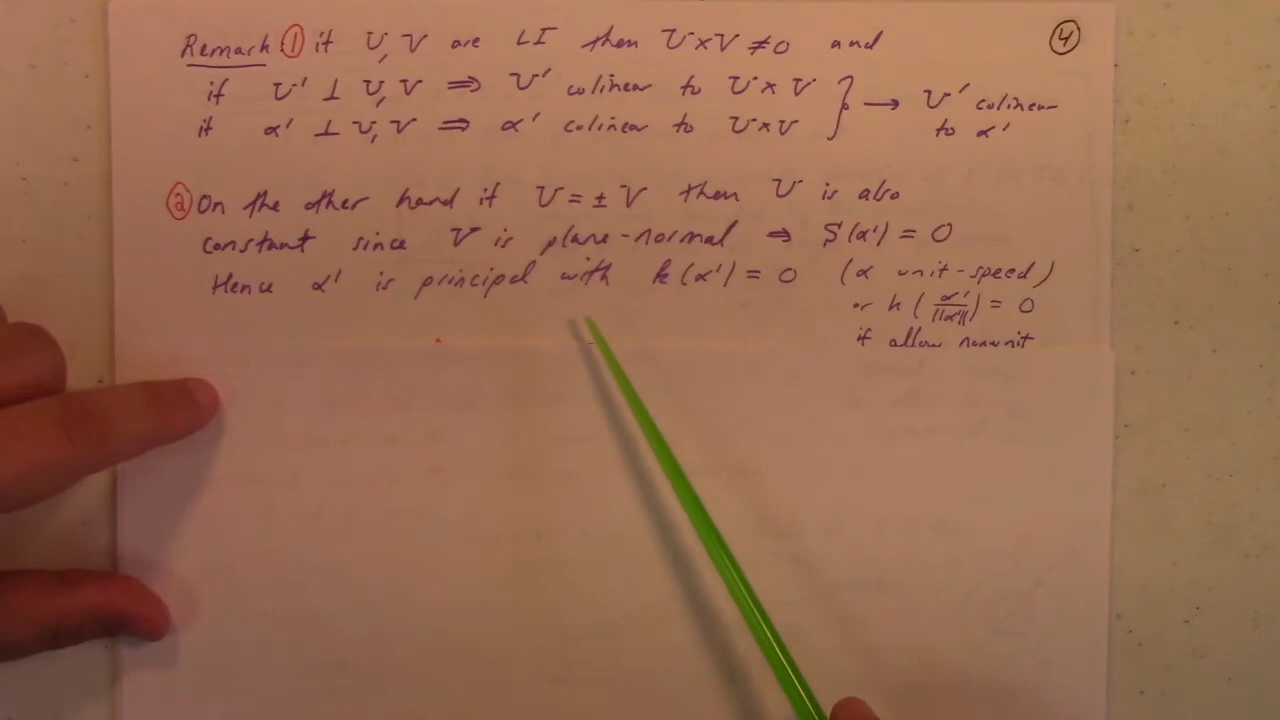 Remark ① if U, V are LI then U×V ≠ 0 and
if U' ⊥ U, V ⇒ U' colinear to U×V
if α' ⊥ U, V ⇒ α' colinear to U×V
} → U' colinear
to α'
④
② On the other hand if U = ± V then U is also
constant since V is plane-normal ⇒ S(α') = 0
Hence α' is principal with k(α') = 0 (α unit-speed)
or k(α'/||α'||) = 0
if allow nonunit